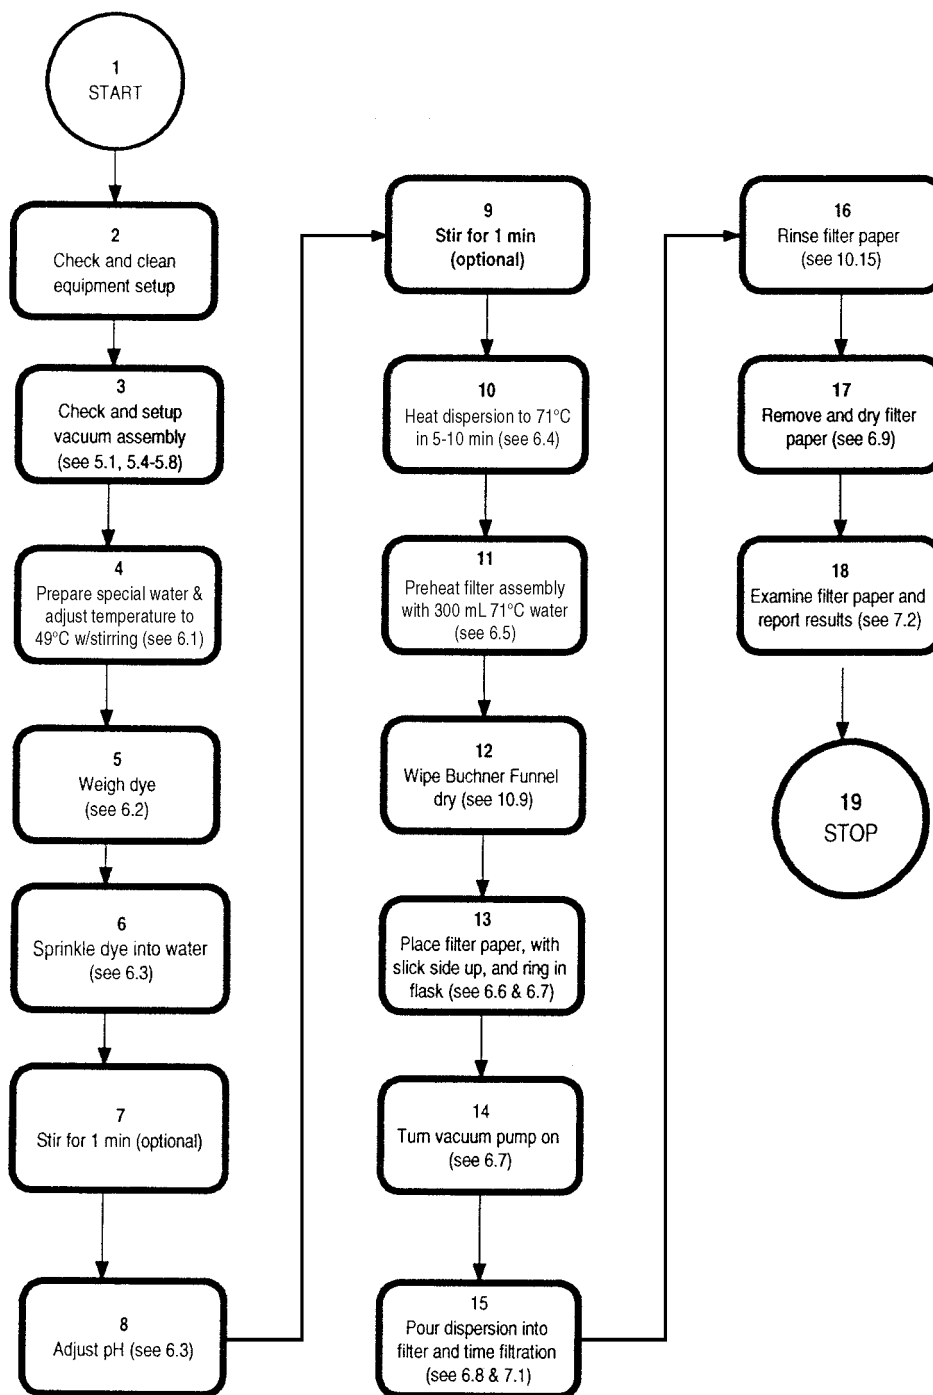 1
START
2
Check and clean
equipment setup
3
Check and setup
vacuum assembly
(see 5.1, 5.4-5.8)
4
Prepare special water &
adjust temperature to
49°C w/stirring (see 6.1)
5
Weigh dye
(see 6.2)
6
Sprinkle dye into water
(see 6.3)
7
Stir for 1 min (optional)
8
Adjust pH (see 6.3)
9
Stir for 1 min
(optional)
10
Heat dispersion to 71°C
in 5-10 min (see 6.4)
11
Preheat filter assembly
with 300 mL 71°C water
(see 6.5)
12
Wipe Buchner Funnel
dry (see 10.9)
13
Place filter paper, with
slick side up, and ring in
flask (see 6.6 & 6.7)
14
Turn vacuum pump on
(see 6.7)
15
Pour dispersion into
filter and time filtration
(see 6.8 & 7.1)
16
Rinse filter paper
(see 10.15)
17
Remove and dry filter
paper (see 6.9)
18
Examine filter paper and
report results (see 7.2)
19
STOP